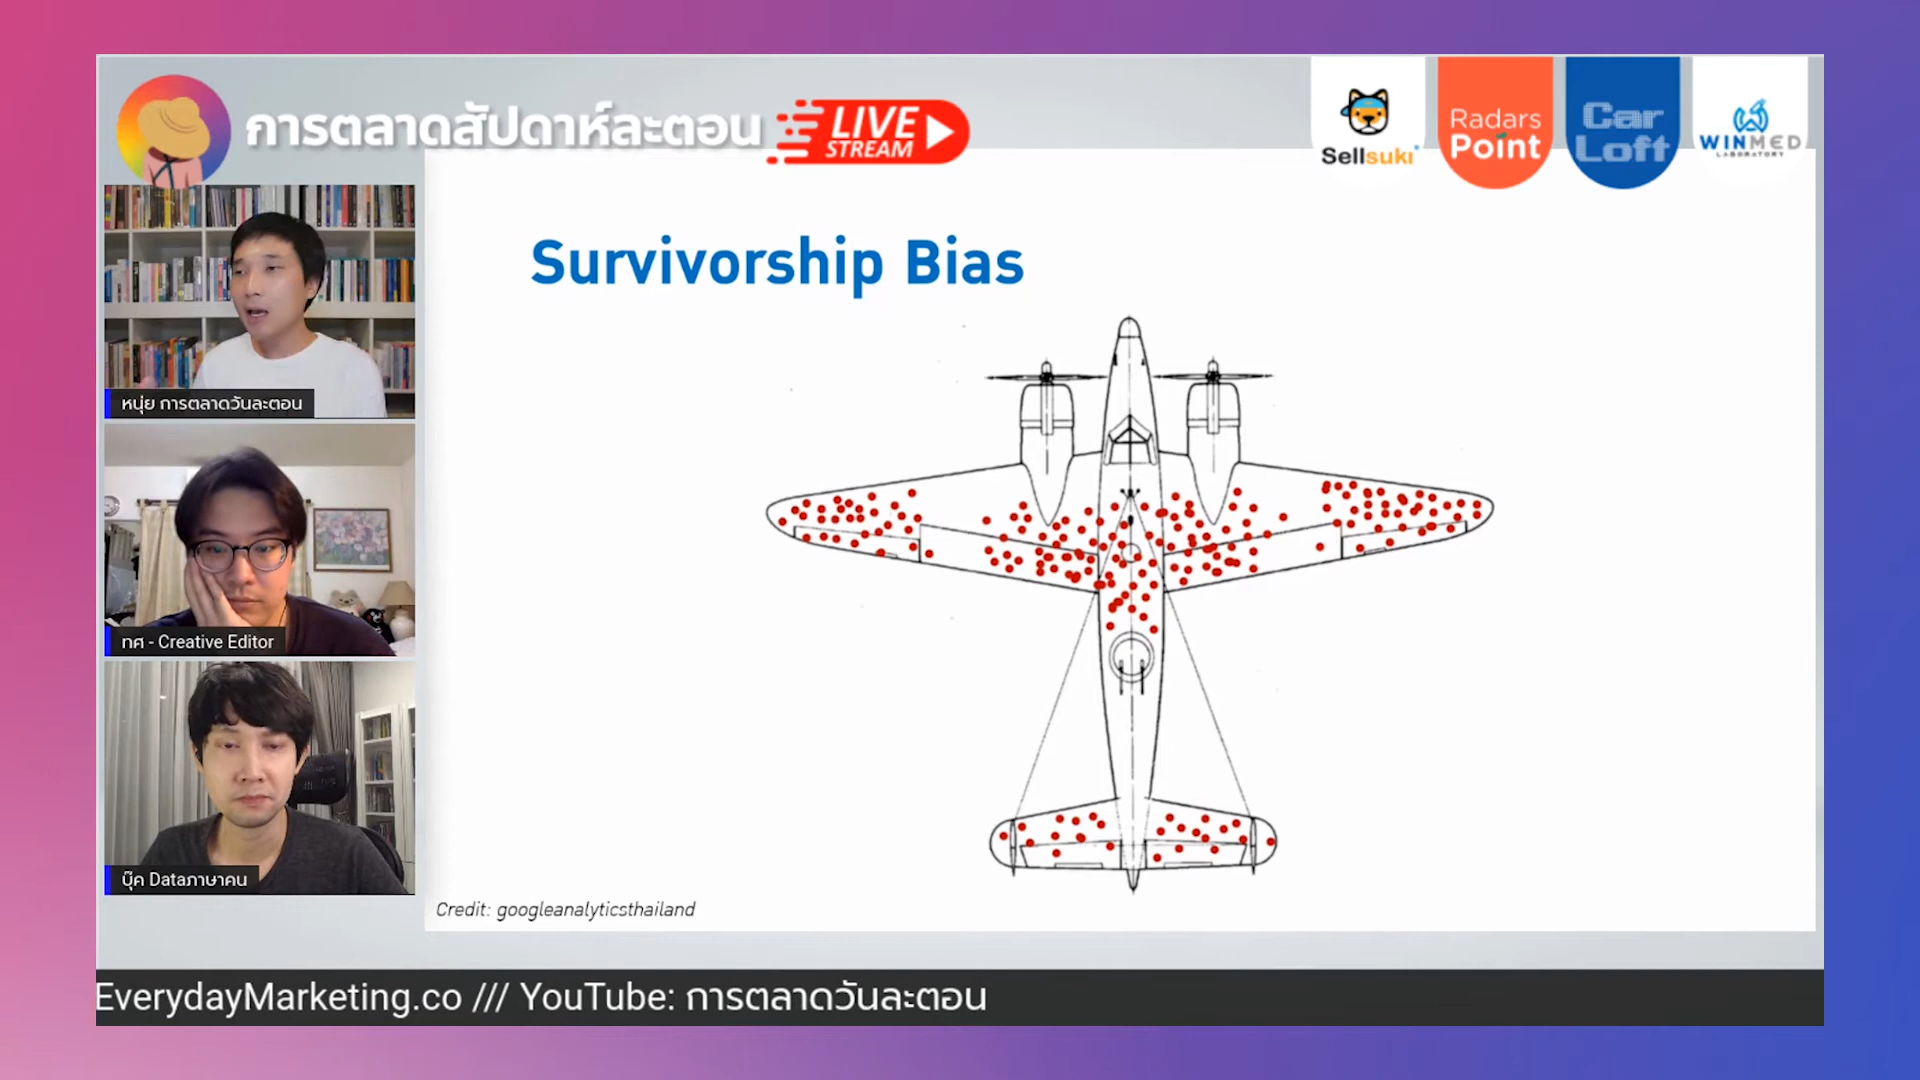 การตลาดสัปดาห์ละตอน
LIVE
STREAM
Sellsuki
Radars
Point
Car
Loft
WINMED
LABORATORY
Survivorship Bias
หนุ่ย การตลาดวันละตอน
ทศ - Creative Editor
บุ๊ค Dataภาษาคน
Credit: googleanalyticsthailand
EverydayMarketing.co /// YouTube: การตลาดวันละตอน